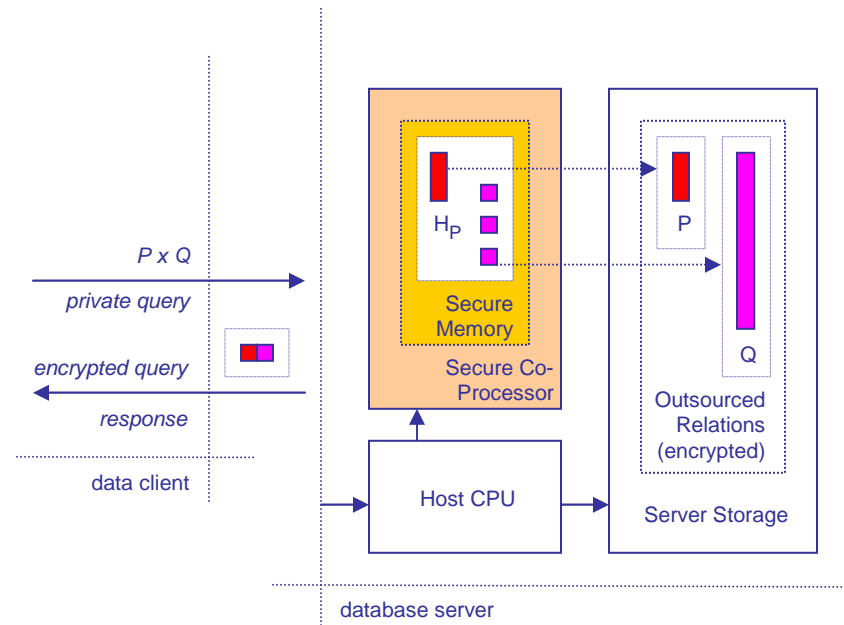 P x Q
private query
encrypted query
response
data client
H_P
Secure
Memory
Secure Co-
Processor
Host CPU
P
Q
Outsourced
Relations
(encrypted)
Server Storage
database server